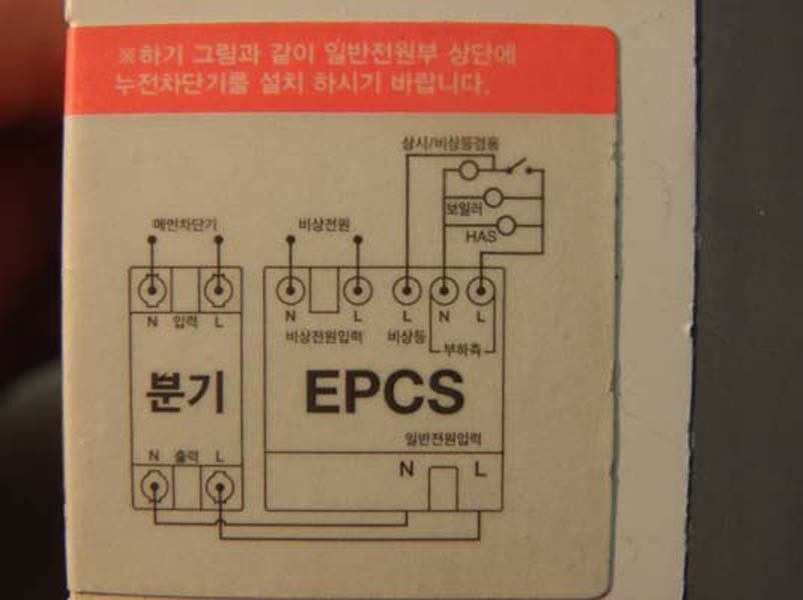 ※하기 그림과 같이 일반전원부 상단에
누전차단기를 설치 하시기 바랍니다.
상시/비상등겸용
보일러
HAS
메인차단기
비상전원
N 입력 L
N L L N L
비상전원입력 비상등 부하측
분기
EPCS
일반전원입력
N 출력 L
N L